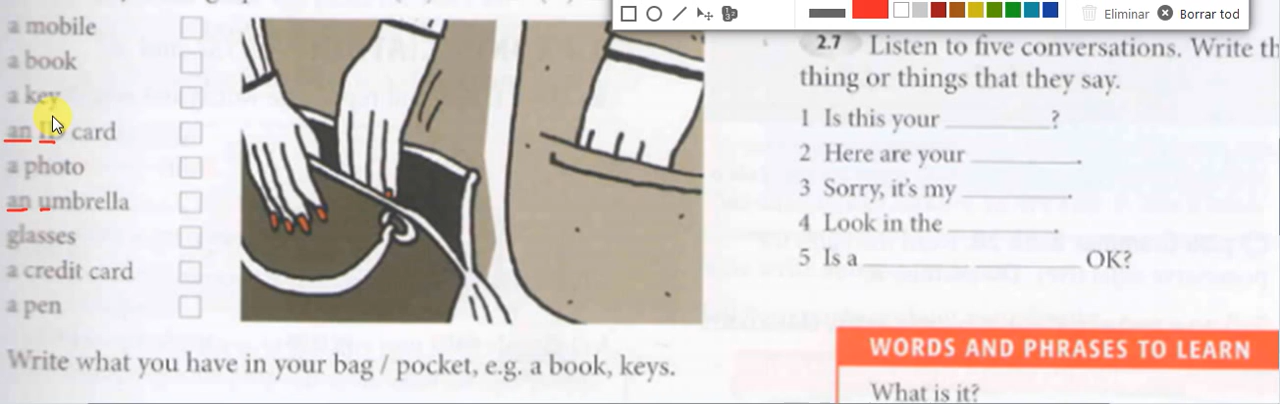 a mobile
a book
a key
an ID card
a photo
an umbrella
glasses
a credit card
a pen
Write what you have in your bag / pocket, e.g. a book, keys.
Eliminar
Borrar tod
2.7 Listen to five conversations. Write th
thing or things that they say.
1 Is this your ________?
2 Here are your ________.
3 Sorry, it's my ________.
4 Look in the ________.
5 Is a ________ OK?
WORDS AND PHRASES TO LEARN
What is it?